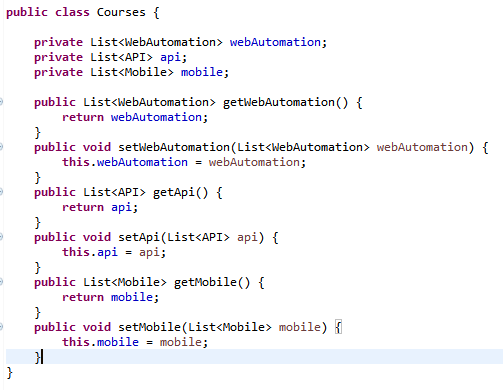 public class Courses {
private List<WebAutomation> webAutomation;
private List<API> api;
private List<Mobile> mobile;
public List<WebAutomation> getWebAutomation() {
return webAutomation;
}
public void setWebAutomation(List<WebAutomation> webAutomation) {
this.webAutomation = webAutomation;
}
public List<API> getApi() {
return api;
}
public void setApi(List<API> api) {
this.api = api;
}
public List<Mobile> getMobile() {
return mobile;
}
public void setMobile(List<Mobile> mobile) {
this.mobile = mobile;
}
}